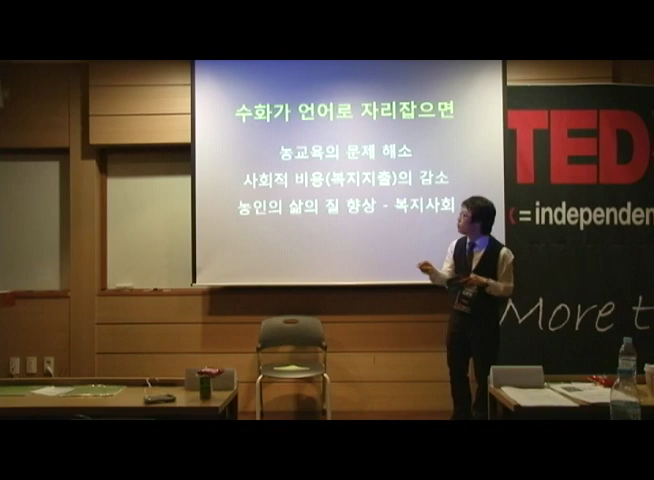 수화가 언어로 자리잡으면
농교육의 문제 해소
사회적 비용(복지지출)의 감소
농인의 삶의 질 향상 - 복지사회
TED
x = independen
More t